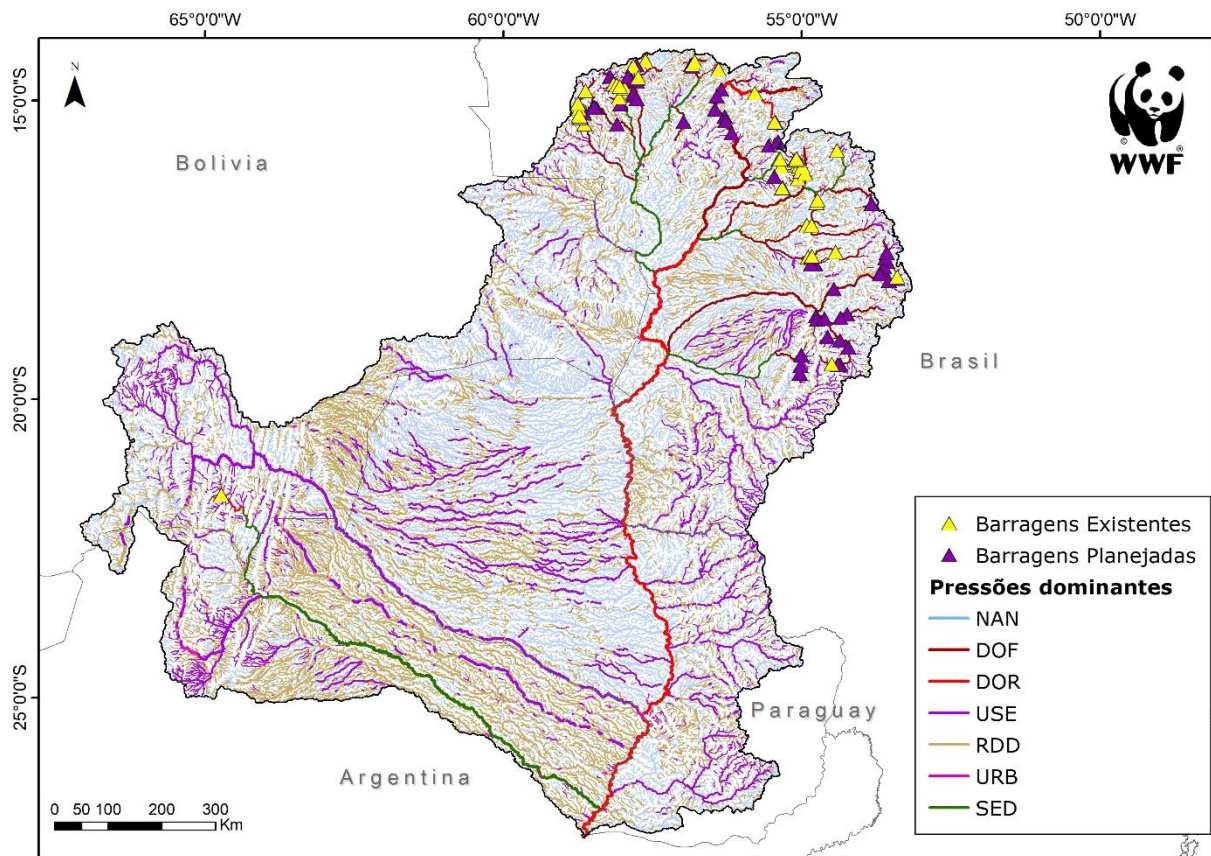 65°0'0"W 60°0'0"W 55°0'0"W 50°0'0"W
N
15°0'0"S
20°0'0"S
25°0'0"S
Bolivia
Brasil
Paraguay
Argentina
©
®
WWF
Barragens Existentes
Barragens Planejadas
Pressões dominantes
NAN
DOF
DOR
USE
RDD
URB
SED
0 50 100 200 300
Km